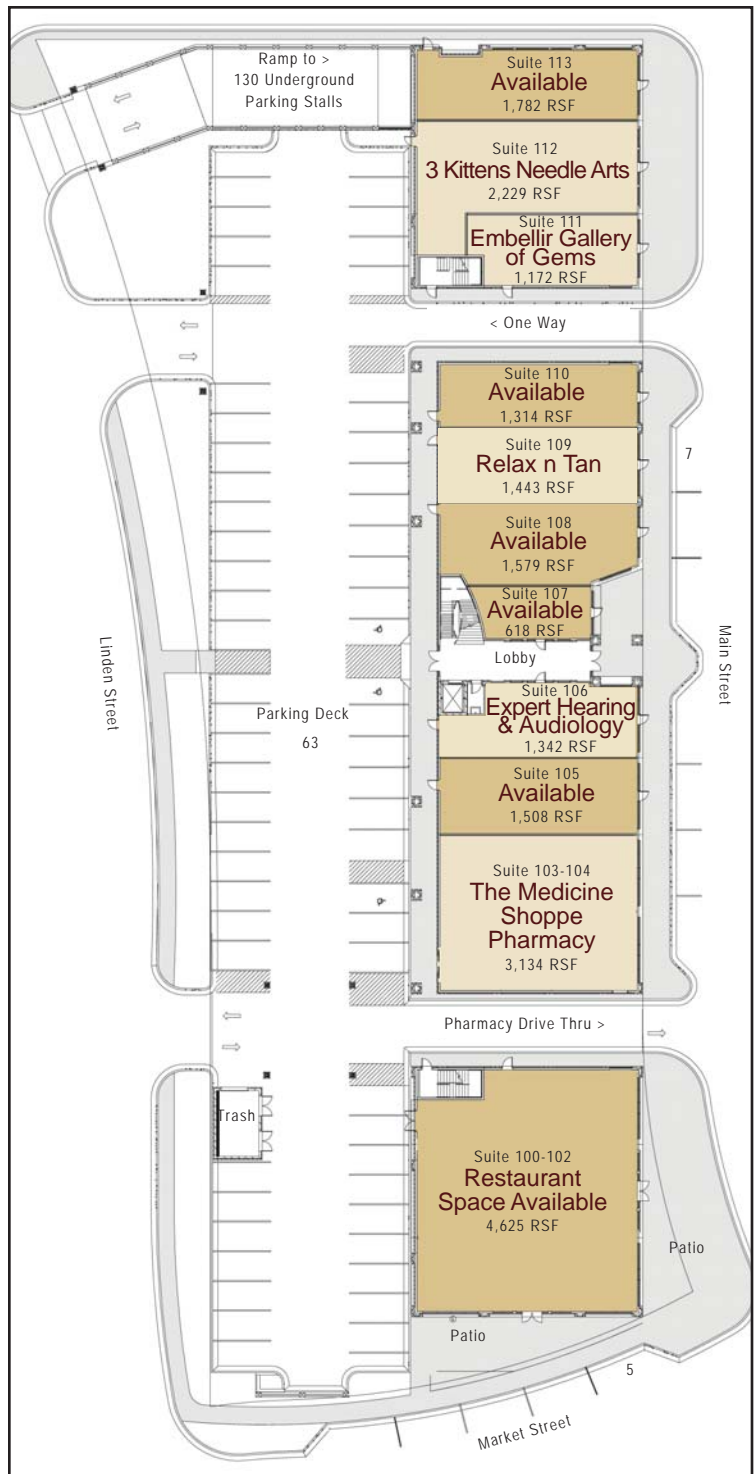 Ramp to >
130 Underground
Parking Stalls
Suite 113
Available
1,782 RSF
Suite 112
3 Kittens Needle Arts
2,229 RSF
Suite 111
Embellir Gallery
of Gems
1,172 RSF
< One Way
Suite 110
Available
1,314 RSF
Suite 109
Relax n Tan
1,443 RSF
7
Suite 108
Available
1,579 RSF
Suite 107
Available
618 RSF
Lobby
Linden Street
Main Street
Parking Deck
63
Suite 106
Expert Hearing
& Audiology
1,342 RSF
Suite 105
Available
1,508 RSF
Suite 103-104
The Medicine
Shoppe
Pharmacy
3,134 RSF
Pharmacy Drive Thru >
Trash
Suite 100-102
Restaurant
Space Available
4,625 RSF
Patio
Patio
5
Market Street